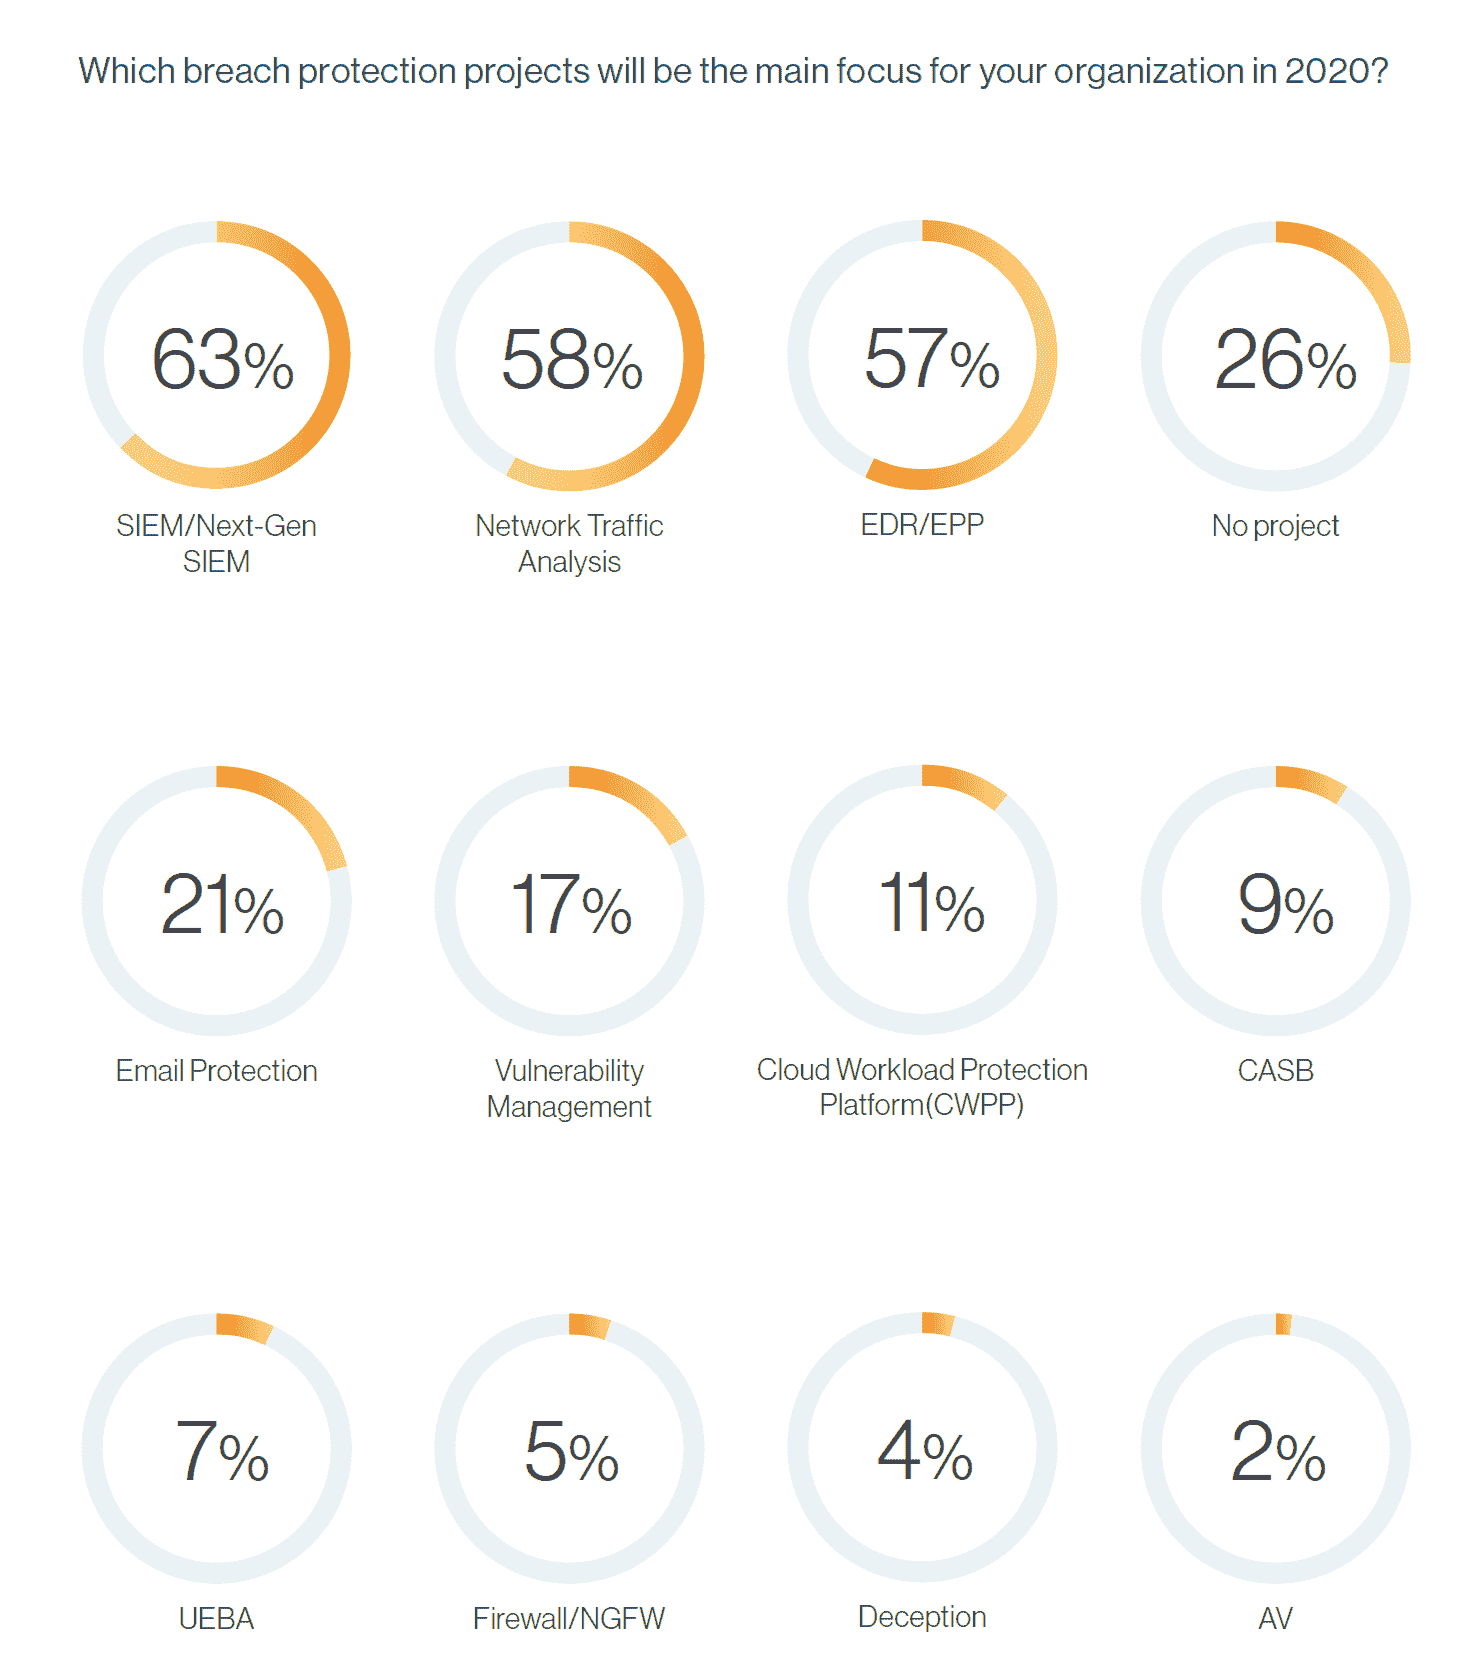 Which breach protection projects will be the main focus for your organization in 2020?
63%
58%
57%
26%
SIEM/Next-Gen
SIEM
Network Traffic
Analysis
EDR/EPP
No project
21%
17%
11%
9%
Email Protection
Vulnerability
Management
Cloud Workload Protection
Platform(CWPP)
CASB
7%
5%
4%
2%
UEBA
Firewall/NGFW
Deception
AV